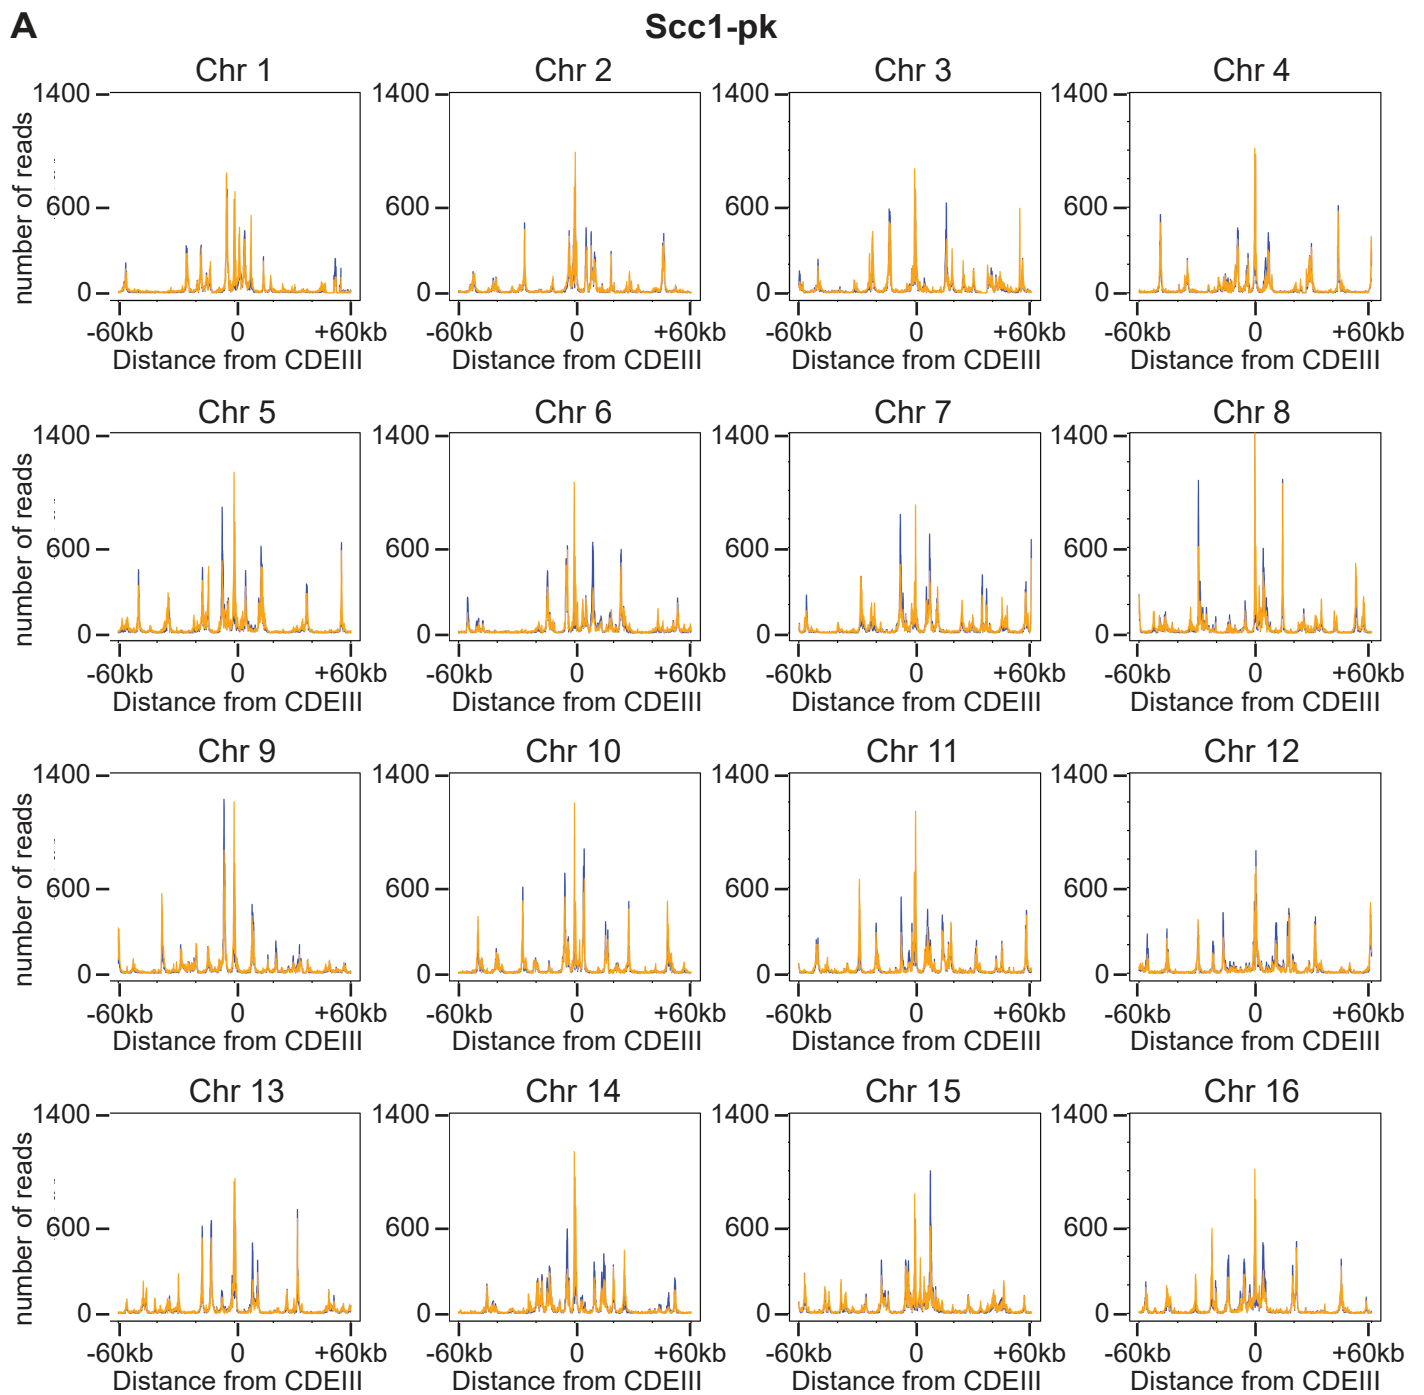 A
Scc1-pk
Chr 1 Chr 2 Chr 3 Chr 4
1400 1400 1400 1400
number of reads
600 600 600 600
0 0 0 0
-60kb 0 +60kb -60kb 0 +60kb -60kb 0 +60kb -60kb 0 +60kb
Distance from CDEIII Distance from CDEIII Distance from CDEIII Distance from CDEIII
Chr 5 Chr 6 Chr 7 Chr 8
1400 1400 1400 1400
number of reads
600 600 600 600
0 0 0 0
-60kb 0 +60kb -60kb 0 +60kb -60kb 0 +60kb -60kb 0 +60kb
Distance from CDEIII Distance from CDEIII Distance from CDEIII Distance from CDEIII
Chr 9 Chr 10 Chr 11 Chr 12
1400 1400 1400 1400
number of reads
600 600 600 600
0 0 0 0
-60kb 0 +60kb -60kb 0 +60kb -60kb 0 +60kb -60kb 0 +60kb
Distance from CDEIII Distance from CDEIII Distance from CDEIII Distance from CDEIII
Chr 13 Chr 14 Chr 15 Chr 16
1400 1400 1400 1400
number of reads
600 600 600 600
0 0 0 0
-60kb 0 +60kb -60kb 0 +60kb -60kb 0 +60kb -60kb 0 +60kb
Distance from CDEIII Distance from CDEIII Distance from CDEIII Distance from CDEIII